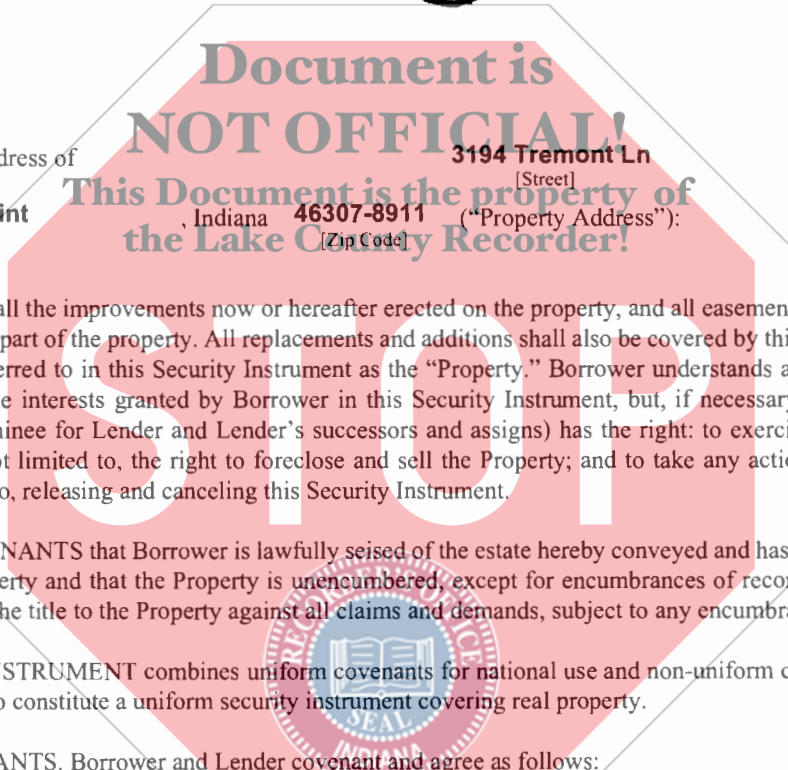 Document is
NOT OFFICIAL!
dress of 3194 Tremont Ln
[Street]
This Document is the property of
int , Indiana 46307-8911 (“Property Address”):
the Lake County Recorder!
[Zip Code]
all the improvements now or hereafter erected on the property, and all easemen
part of the property. All replacements and additions shall also be covered by thi
erred to in this Security Instrument as the “Property.” Borrower understands a
e interests granted by Borrower in this Security Instrument, but, if necessary
inee for Lender and Lender’s successors and assigns) has the right: to exerci
t limited to, the right to foreclose and sell the Property; and to take any actio
o, releasing and canceling this Security Instrument.
STOP
NANTS that Borrower is lawfully seised of the estate hereby conveyed and has
erty and that the Property is unencumbered, except for encumbrances of recor
he title to the Property against all claims and demands, subject to any encumbra
STRUMENT combines uniform covenants for national use and non-uniform c
o constitute a uniform security instrument covering real property.
RECORDER'S OFFICE
SEAL
INDIANA
ANTS. Borrower and Lender covenant and agree as follows: